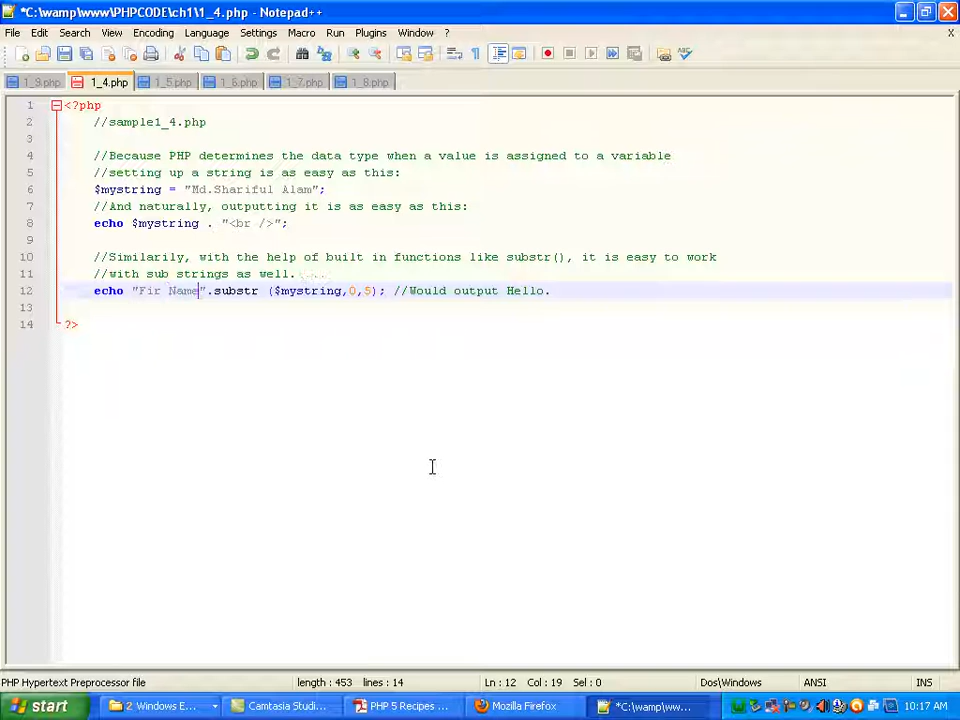 *C:\wamp\www\PHPCODE\ch1\1_4.php - Notepad++
File Edit Search View Encoding Language Settings Macro Run Plugins Window ? X
1_3.php 1_4.php 1_5.php 1_6.php 1_7.php 1_8.php
1 <?php
2 //sample1_4.php
3
4 //Because PHP determines the data type when a value is assigned to a variable
5 //setting up a string is as easy as this:
6 $mystring = "Md.Shariful Alam";
7 //And naturally, outputting it is as easy as this:
8 echo $mystring . "<br />";
9
10 //Similarily, with the help of built in functions like substr(), it is easy to work
11 //with sub strings as well.
12 echo "Fir Name".substr ($mystring,0,5); //Would output Hello.
13
14 ?>
PHP Hypertext Preprocessor file length : 453 lines : 14 Ln : 12 Col : 19 Sel : 0 Dos\Windows ANSI INS
start 2 Windows E... Camtasia Studi... PHP 5 Recipes ... Mozilla Firefox *C:\wamp\ww... 10:17 AM